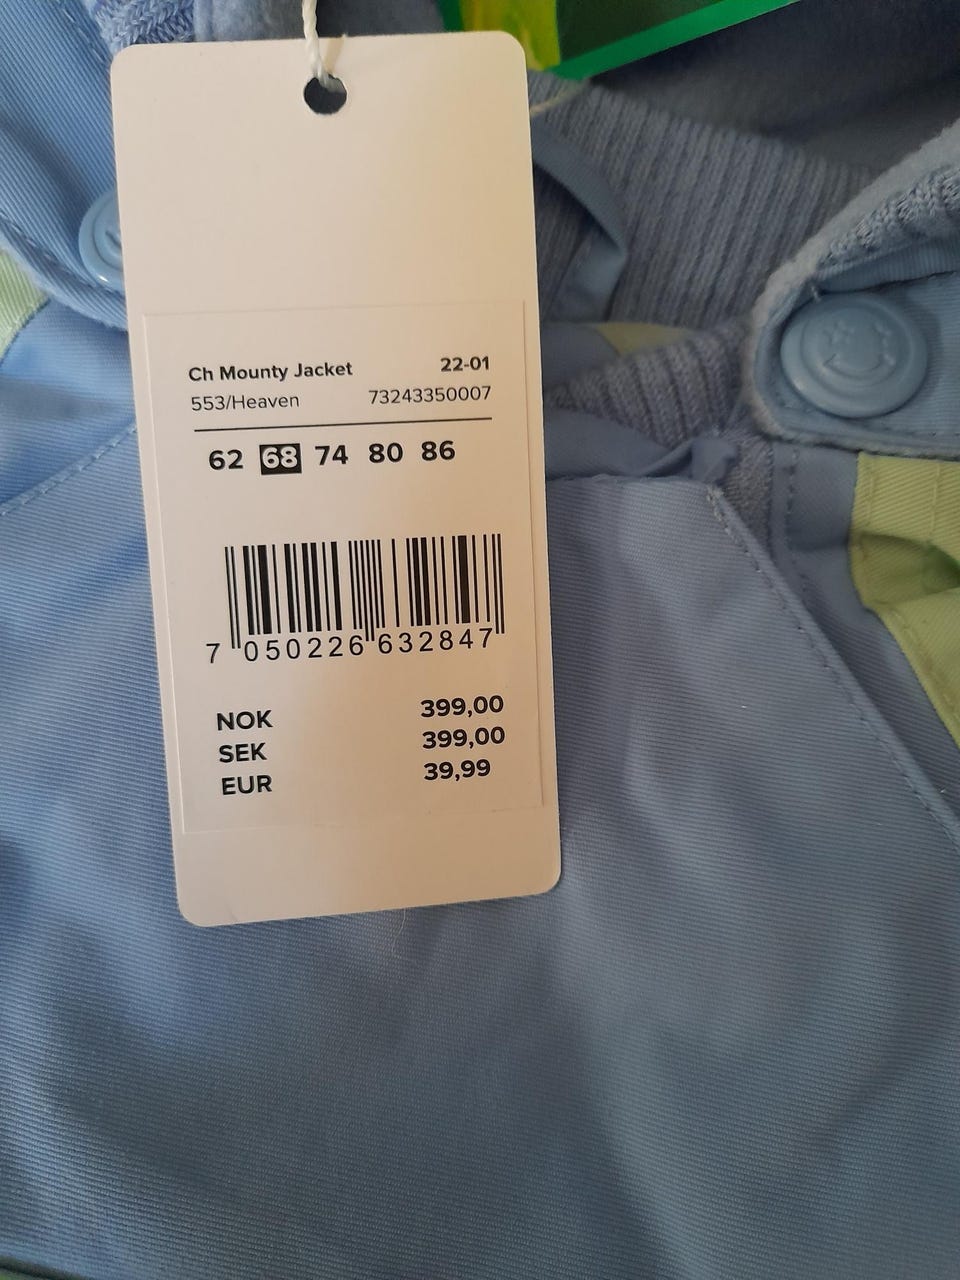 Ch Mounty Jacket 22-01
553/Heaven 73243350007
62 68 74 80 86
7 050226 632847
NOK 399,00
SEK 399,00
EUR 39,99